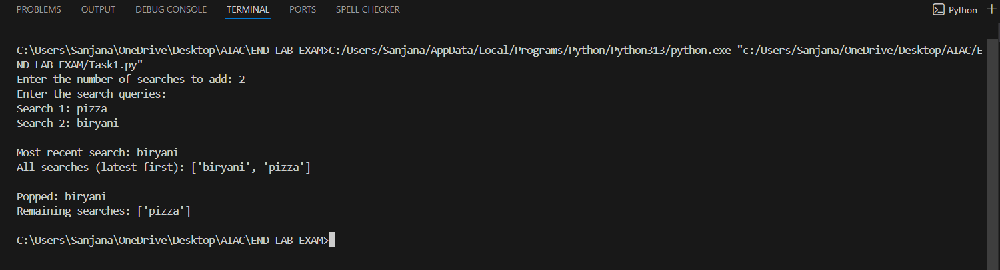 PROBLEMS OUTPUT DEBUG CONSOLE TERMINAL PORTS SPELL CHECKER Python
C:\Users\Sanjana\OneDrive\Desktop\AIAC\END LAB EXAM>C:/Users/Sanjana/AppData/Local/Programs/Python/Python313/python.exe "c:/Users/Sanjana/OneDrive/Desktop/AIAC/E
ND LAB EXAM/Task1.py"
Enter the number of searches to add: 2
Enter the search queries:
Search 1: pizza
Search 2: biryani
Most recent search: biryani
All searches (latest first): ['biryani', 'pizza']
Popped: biryani
Remaining searches: ['pizza']
C:\Users\Sanjana\OneDrive\Desktop\AIAC\END LAB EXAM>